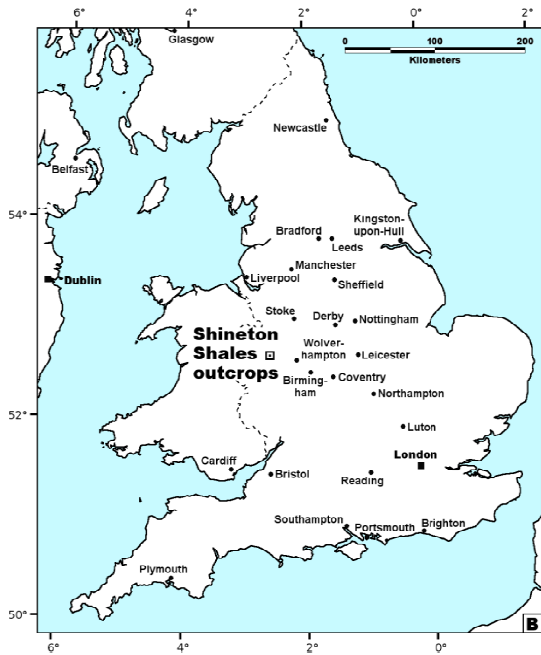 6°
4°
2°
0°
2°
Glasgow
0
100
200
Kilometers
Newcastle
Belfast
54°
Kingston-
upon-Hull
Bradford
Leeds
Manchester
Dublin
Liverpool
Sheffield
Stoke
Derby
Nottingham
Shineton
Shales
outcrops
Wolver-
hampton
Leicester
Birming-
ham
Coventry
Northampton
52°
Luton
London
Cardiff
Bristol
Reading
Southampton
Portsmouth
Brighton
Plymouth
50°
B
6°
4°
2°
0°